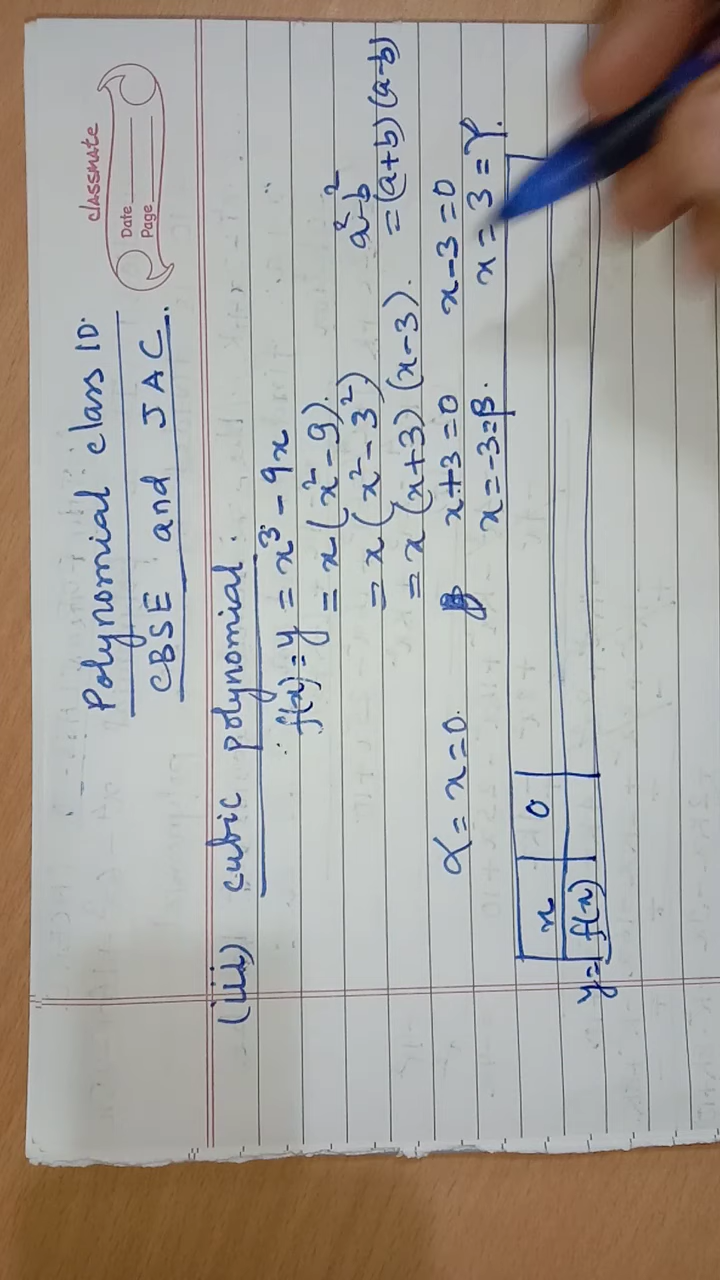 classmate
Date
Page
Polynomial class 10.
CBSE and JAC.
(iii) cubic polynomial.
f(x) = y = x³ - 9x
= x (x² - 9).
= x (x² - 3²)
a² - b²
= x (x+3) (x-3).
= (a+b) (a-b)
α = x = 0. x+3=0 x-3=0
x = -3 = β. x = 3 = γ.
x 0
y = f(x)